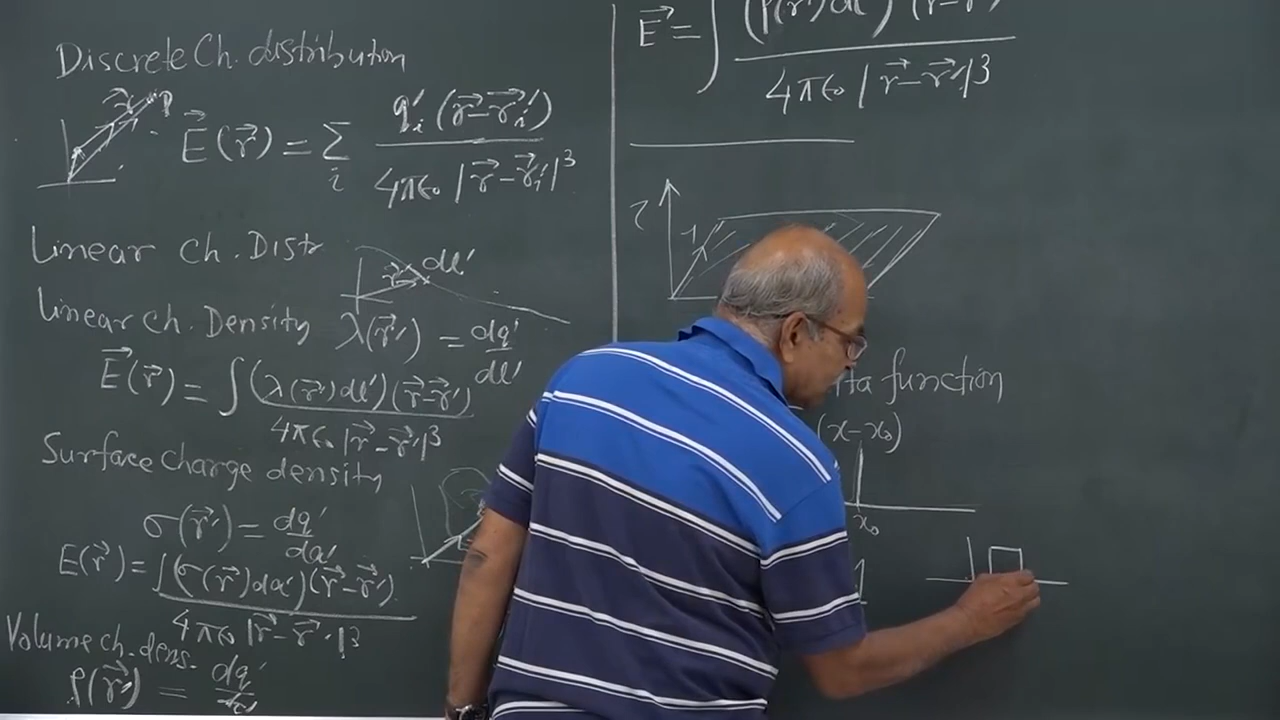 Discrete Ch. distribution
P
E⃗(r⃗) = Σ_i q'_i (r⃗ - r⃗'_i) / 4πϵ₀ |r⃗ - r⃗'_i|³
Linear Ch. Distr
r⃗' dl'
Linear Ch. Density λ(r⃗') = dq' / dl'
E⃗(r⃗) = ∫ (λ(r⃗')dl')(r⃗ - r⃗') / 4πϵ₀ |r⃗ - r⃗'|³
Surface charge density
σ(r⃗') = dq' / da'
E(r⃗) = ∫ (σ(r⃗')da')(r⃗ - r⃗') / 4πϵ₀ |r⃗ - r⃗'|³
Volume ch. dens.
ρ(r⃗') = dq' / dτ'
E⃗ = ∫ (ρ(r')dτ') (r - r') / 4πϵ₀ |r⃗ - r⃗'|³
function
(x - x₀)
x₀